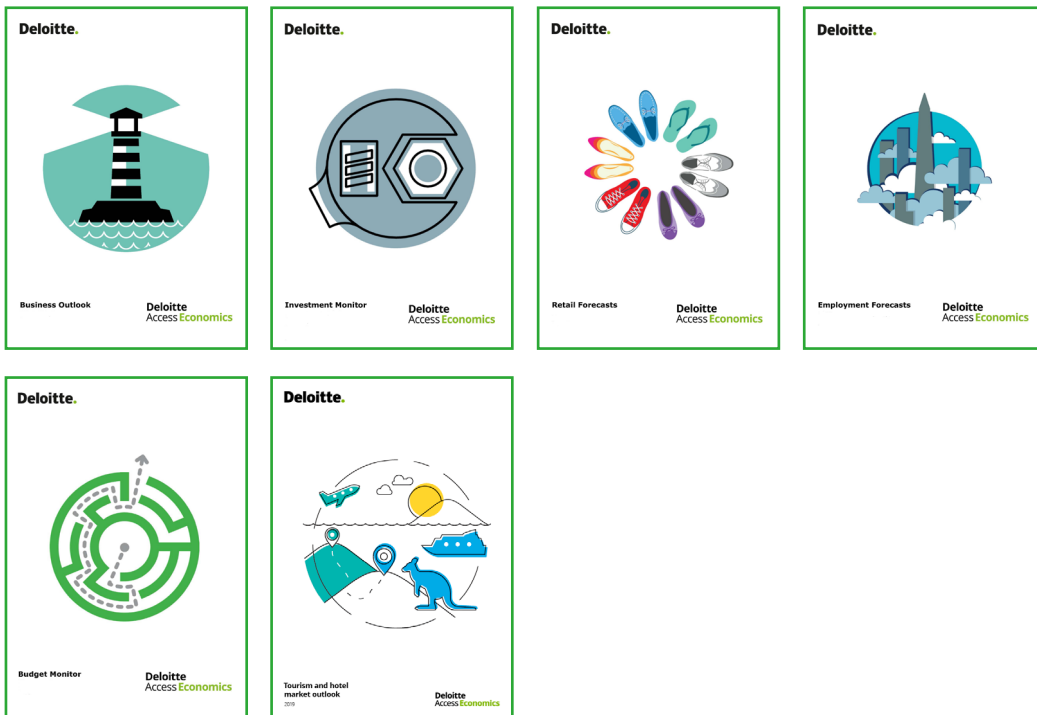 Deloitte.
Business Outlook
Deloitte
Access Economics
Deloitte.
Investment Monitor
Deloitte
Access Economics
Deloitte.
Retail Forecasts
Deloitte
Access Economics
Deloitte.
Employment Forecasts
Deloitte
Access Economics
Deloitte.
Budget Monitor
Deloitte
Access Economics
Deloitte.
Tourism and hotel
market outlook
2019
Deloitte
Access Economics